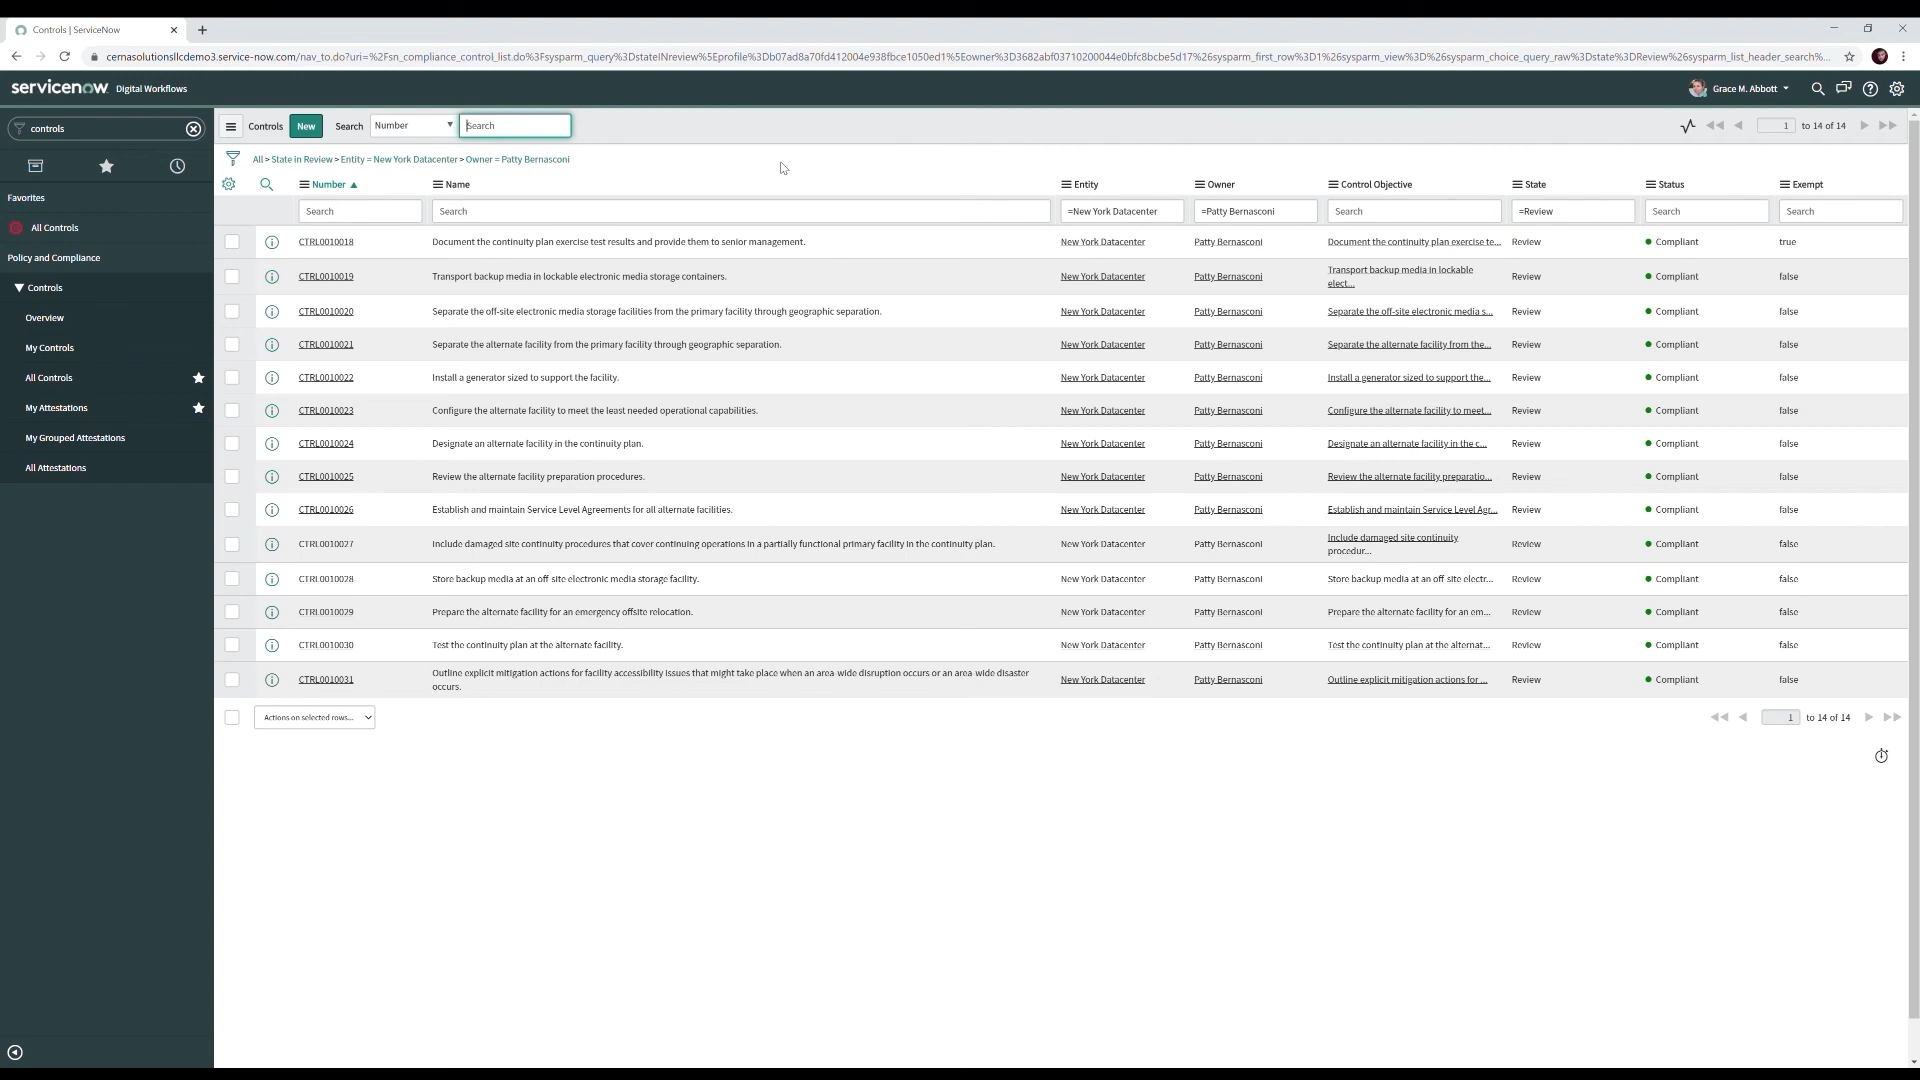 Controls | ServiceNow
cernasolutionsllcdemo3.service-now.com/nav_to.do?uri=%2Fsn_compliance_control_list.do%3Fsysparm_query%3DstateINreview%5Eprofile%3Db07ad8a70fd412004e938fbce1050ed1%5Eowner%3D3682abf03710200044e0bfc8bcbe5d17%26sysparm_first_row%3D1%26sysparm_view%3D%26sysparm_choice_query_raw%3Dstate%3DReview%26sysparm_list_header_search%...
servicenow Digital Workflows
Grace M. Abbott
controls
Favorites
All Controls
Policy and Compliance
Controls
Overview
My Controls
All Controls
My Attestations
My Grouped Attestations
All Attestations
Controls New Search Number Search
1 to 14 of 14
All > State in Review > Entity = New York Datacenter > Owner = Patty Bernasconi
Number Name Entity Owner Control Objective State Status Exempt
Search Search =New York Datacenter =Patty Bernasconi Search =Review Search Search
CTRL0010018 Document the continuity plan exercise test results and provide them to senior management. New York Datacenter Patty Bernasconi Document the continuity plan exercise te... Review Compliant true
CTRL0010019 Transport backup media in lockable electronic media storage containers. New York Datacenter Patty Bernasconi Transport backup media in lockable
elect... Review Compliant false
CTRL0010020 Separate the off-site electronic media storage facilities from the primary facility through geographic separation. New York Datacenter Patty Bernasconi Separate the off-site electronic media s... Review Compliant false
CTRL0010021 Separate the alternate facility from the primary facility through geographic separation. New York Datacenter Patty Bernasconi Separate the alternate facility from the... Review Compliant false
CTRL0010022 Install a generator sized to support the facility. New York Datacenter Patty Bernasconi Install a generator sized to support the... Review Compliant false
CTRL0010023 Configure the alternate facility to meet the least needed operational capabilities. New York Datacenter Patty Bernasconi Configure the alternate facility to meet... Review Compliant false
CTRL0010024 Designate an alternate facility in the continuity plan. New York Datacenter Patty Bernasconi Designate an alternate facility in the c... Review Compliant false
CTRL0010025 Review the alternate facility preparation procedures. New York Datacenter Patty Bernasconi Review the alternate facility preparatio... Review Compliant false
CTRL0010026 Establish and maintain Service Level Agreements for all alternate facilities. New York Datacenter Patty Bernasconi Establish and maintain Service Level Agr... Review Compliant false
CTRL0010027 Include damaged site continuity procedures that cover continuing operations in a partially functional primary facility in the continuity plan. New York Datacenter Patty Bernasconi Include damaged site continuity
procedur... Review Compliant false
CTRL0010028 Store backup media at an off-site electronic media storage facility. New York Datacenter Patty Bernasconi Store backup media at an off-site electr... Review Compliant false
CTRL0010029 Prepare the alternate facility for an emergency offsite relocation. New York Datacenter Patty Bernasconi Prepare the alternate facility for an em... Review Compliant false
CTRL0010030 Test the continuity plan at the alternate facility. New York Datacenter Patty Bernasconi Test the continuity plan at the alternat... Review Compliant false
CTRL0010031 Outline explicit mitigation actions for facility accessibility issues that might take place when an area-wide disruption occurs or an area-wide disaster
occurs. New York Datacenter Patty Bernasconi Outline explicit mitigation actions for ... Review Compliant false
Actions on selected rows... 1 to 14 of 14